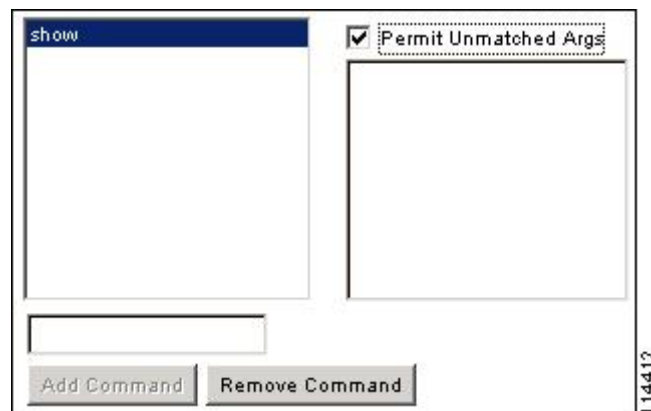 show
Permit Unmatched Args
Add Command
Remove Command
114412